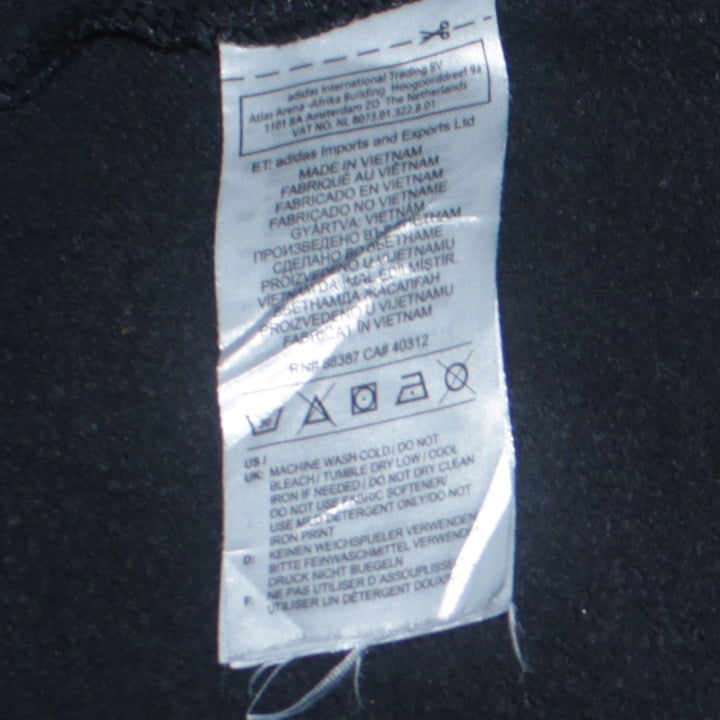 adidas International Trading BV
Atlas Arena -Afrika Building Hoogoorddreef 9a
1101 BA Amsterdam ZO The Netherlands
VAT NO. NL 8073.01.322.B.01
ET: adidas Imports and Exports Ltd
MADE IN VIETNAM
FABRIQUÉ AU VIÊTNAM
FABRICADO EN VIETNAM
FABRICADO NO VIETNAME
GYÁRTVA: VIETNÁM
ПРОИЗВЕДЕНО ВЪВ ВИЕТНАМ
СДЕЛАНО ВО ВЬЕТНАМЕ
PROIZVEDENO U VIJETNAMU
VIETNAM'DA İMAL EDİLMİŞTİR.
ВЬЕТНАМДА ЖАСАЛҒАН
PROIZVEDENO U VIJETNAMU
FABRICAT ÎN VIETNAM
RN# 88387 CA# 40312
30
US /
UK: MACHINE WASH COLD / DO NOT
BLEACH / TUMBLE DRY LOW / COOL
IRON IF NEEDED / DO NOT DRY CLEAN
DO NOT USE FABRIC SOFTENER/
USE MILD DETERGENT ONLY/DO NOT
IRON PRINT
D: KEINEN WEICHSPUELER VERWENDEN
BITTE FEINWASCHMITTEL VERWENDEN
DRUCK NICHT BUEGELN
F: NE PAS UTILISER D'ASSOUPLISSE
UTILISER UN DÉTERGENT DOUX